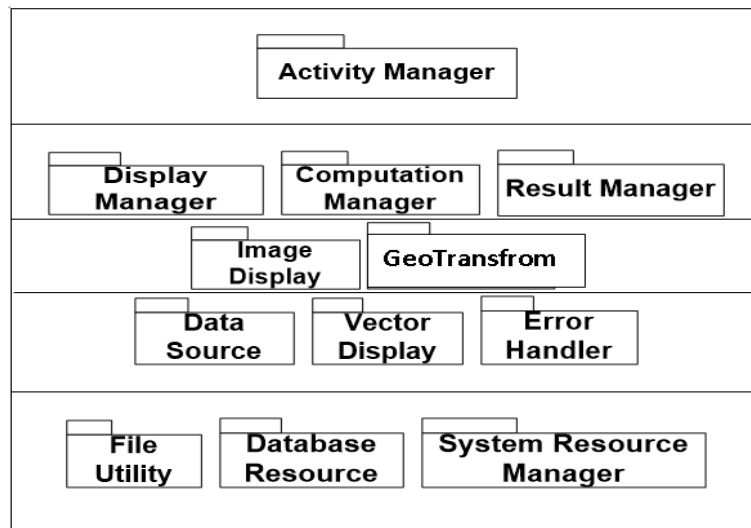 Activity Manager
Display
Manager
Computation
Manager
Result Manager
Image
Display
GeoTransfrom
Data
Source
Vector
Display
Error
Handler
File
Utility
Database
Resource
System Resource
Manager